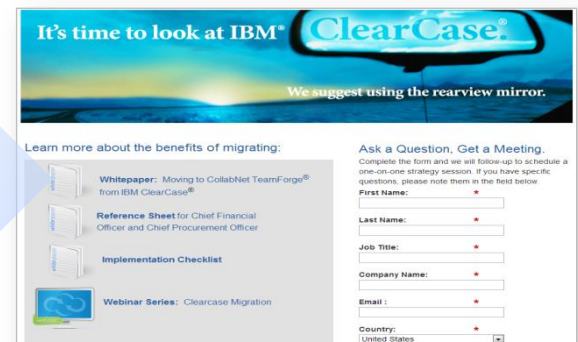 It's time to look at IBM® ClearCase®.
We suggest using the rearview mirror.
Learn more about the benefits of migrating:
Whitepaper: Moving to CollabNet TeamForge®
from IBM ClearCase®
Reference Sheet for Chief Financial
Officer and Chief Procurement Officer
Implementation Checklist
Webinar Series: Clearcase Migration
Ask a Question, Get a Meeting.
Complete the form and we will follow-up to schedule a
one-on-one strategy session. If you have specific
questions, please note them in the field below.
First Name: *
Last Name: *
Job Title: *
Company Name: *
Email : *
Country: *
United States